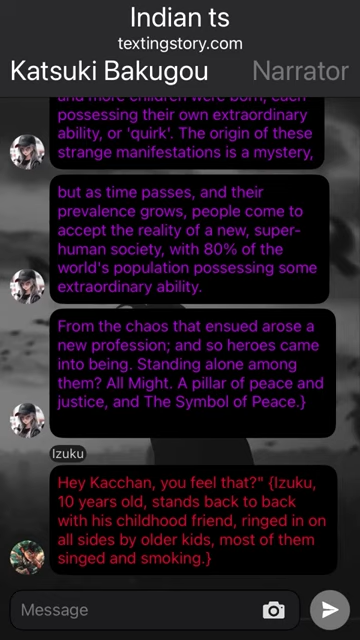 Indian ts
textingstory.com
Katsuki Bakugou Narrator
and more children were born, each
possessing their own extraordinary
ability, or 'quirk'. The origin of these
strange manifestations is a mystery,
but as time passes, and their
prevalence grows, people come to
accept the reality of a new, super-
human society, with 80% of the
world's population possessing some
extraordinary ability.
From the chaos that ensued arose a
new profession; and so heroes came
into being. Standing alone among
them? All Might. A pillar of peace and
justice, and The Symbol of Peace.}
Izuku
Hey Kacchan, you feel that?" {Izuku,
10 years old, stands back to back
with his childhood friend, ringed in on
all sides by older kids, most of them
singed and smoking.}
Message